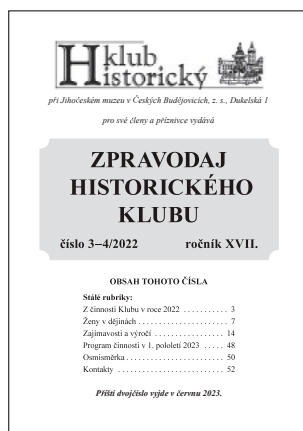 klub
Historický
při Jihočeském muzeu v Českých Budějovicích, z. s., Dukelská 1
pro své členy a příznivce vydává
ZPRAVODAJ
HISTORICKÉHO
KLUBU
číslo 3–4/2022 ročník XVII.
OBSAH TOHOTO ČÍSLA
Stálé rubriky:
Z činnosti Klubu v roce 2022 . . . . . . . . . . . 3
Ženy v dějinách . . . . . . . . . . . . . . . . . . . . . 7
Zajímavosti a výročí . . . . . . . . . . . . . . . . . 14
Program činnosti v 1. pololetí 2023 . . . . . 48
Osmisměrka . . . . . . . . . . . . . . . . . . . . . . . 50
Kontakty . . . . . . . . . . . . . . . . . . . . . . . . . 52
Příští dvojčíslo vyjde v červnu 2023.